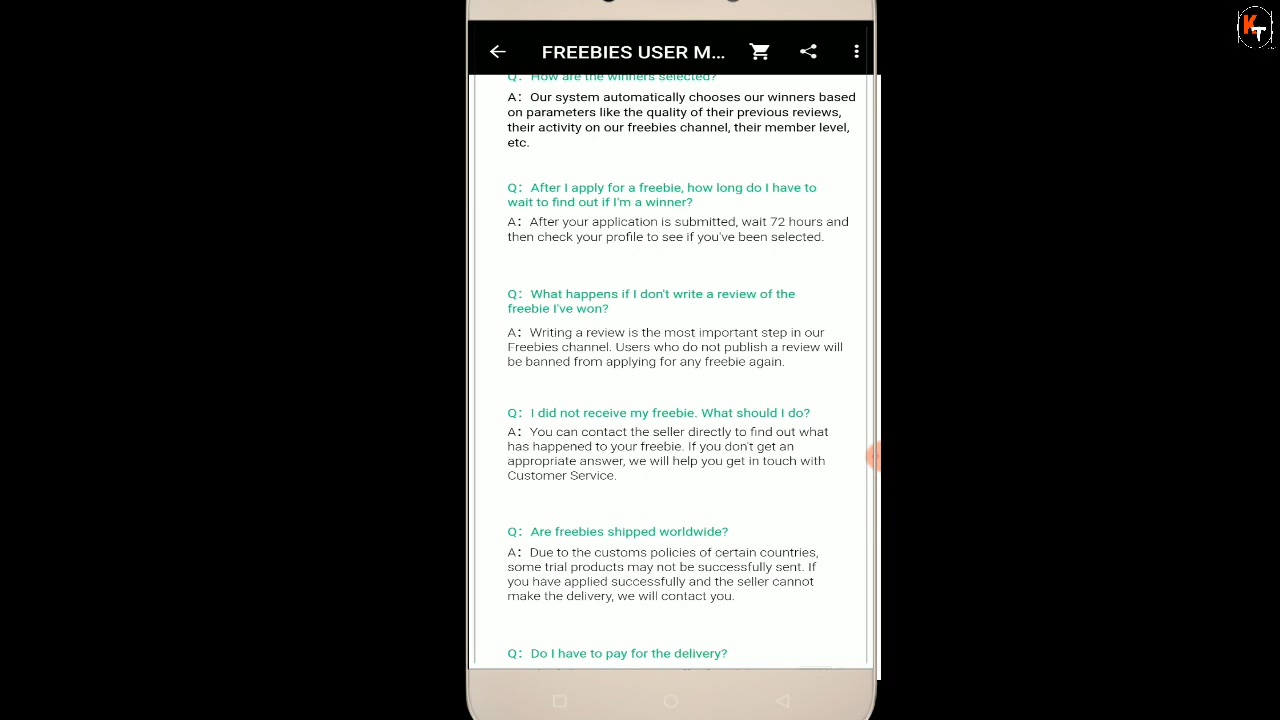 FREEBIES USER M...
KT
Q: How are the winners selected?
A: Our system automatically chooses our winners based
on parameters like the quality of their previous reviews,
their activity on our freebies channel, their member level,
etc.
Q: After I apply for a freebie, how long do I have to
wait to find out if I'm a winner?
A: After your application is submitted, wait 72 hours and
then check your profile to see if you've been selected.
Q: What happens if I don't write a review of the
freebie I've won?
A: Writing a review is the most important step in our
Freebies channel. Users who do not publish a review will
be banned from applying for any freebie again.
Q: I did not receive my freebie. What should I do?
A: You can contact the seller directly to find out what
has happened to your freebie. If you don't get an
appropriate answer, we will help you get in touch with
Customer Service.
Q: Are freebies shipped worldwide?
A: Due to the customs policies of certain countries,
some trial products may not be successfully sent. If
you have applied successfully and the seller cannot
make the delivery, we will contact you.
Q: Do I have to pay for the delivery?